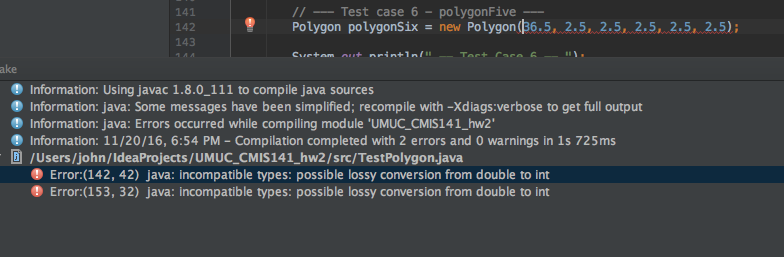 141 // --- Test case 6 - polygonFive ---
142 Polygon polygonSix = new Polygon(36.5, 2.5, 2.5, 2.5, 2.5, 2.5);
143
144 System.out.println(" -- Test Case 6 -- ");
ake
Information: Using javac 1.8.0_111 to compile java sources
Information: java: Some messages have been simplified; recompile with -Xdiags:verbose to get full output
Information: java: Errors occurred while compiling module 'UMUC_CMIS141_hw2'
Information: 11/20/16, 6:54 PM - Compilation completed with 2 errors and 0 warnings in 1s 725ms
/Users/john/IdeaProjects/UMUC_CMIS141_hw2/src/TestPolygon.java
Error:(142, 42) java: incompatible types: possible lossy conversion from double to int
Error:(153, 32) java: incompatible types: possible lossy conversion from double to int